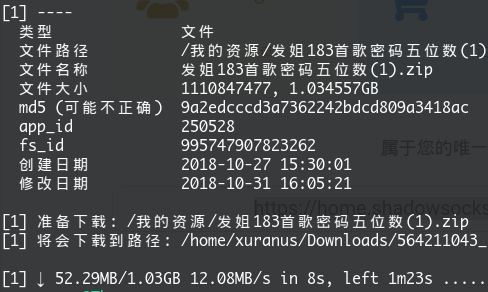 [1] ----
类型 文件
文件路径 /我的资源/发姐183首歌密码五位数(1)
文件名称 发姐183首歌密码五位数(1).zip
文件大小 1110847477, 1.034557GB
md5 (可能不正确) 9a2edcccd3a7362242bdcd809a3418ac
app_id 250528
fs_id 995747907823262
创建日期 2018-10-27 15:30:01
修改日期 2018-10-31 16:05:21
属于您的唯一
https://home.shadowsocks
[1] 准备下载: /我的资源/发姐183首歌密码五位数(1).zip
[1] 将会下载到路径: /home/xuranus/Downloads/564211043_
[1] ↓ 52.29MB/1.03GB 12.08MB/s in 8s, left 1m23s .....